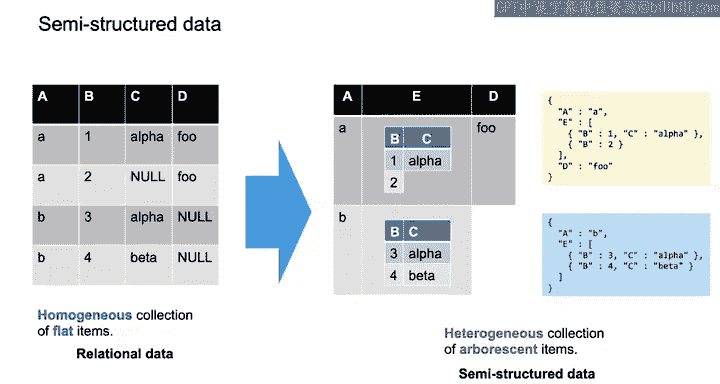 Semi-structured data
A B C D
a 1 alpha foo
a 2 NULL foo
b 3 alpha NULL
b 4 beta NULL
Homogeneous collection
of flat items.
Relational data
A E D
a foo
B C
1 alpha
2
b
B C
3 alpha
4 beta
Heterogeneous collection
of arborescent items.
Semi-structured data
{
"A" : "a",
"E" : [
{ "B" : 1, "C" : "alpha" },
{ "B" : 2 }
],
"D" : "foo"
}
{
"A" : "b",
"E" : [
{ "B" : 3, "C" : "alpha" },
{ "B" : 4, "C" : "beta" }
]
}